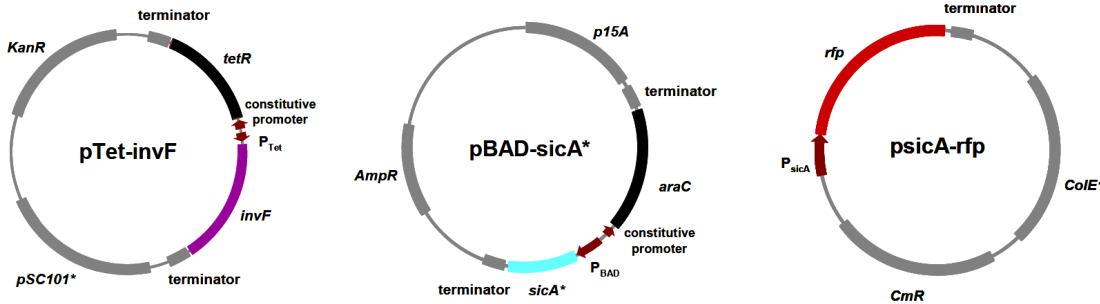 terminator
KanR
tetR
constitutive
promoter
PTet
pTet-invF
invF
pSC101*
terminator
p15A
terminator
pBAD-sicA*
AmpR
araC
constitutive
promoter
PBAD
terminator
sicA*
terminator
rfp
psicA-rfp
PsicA
CmR